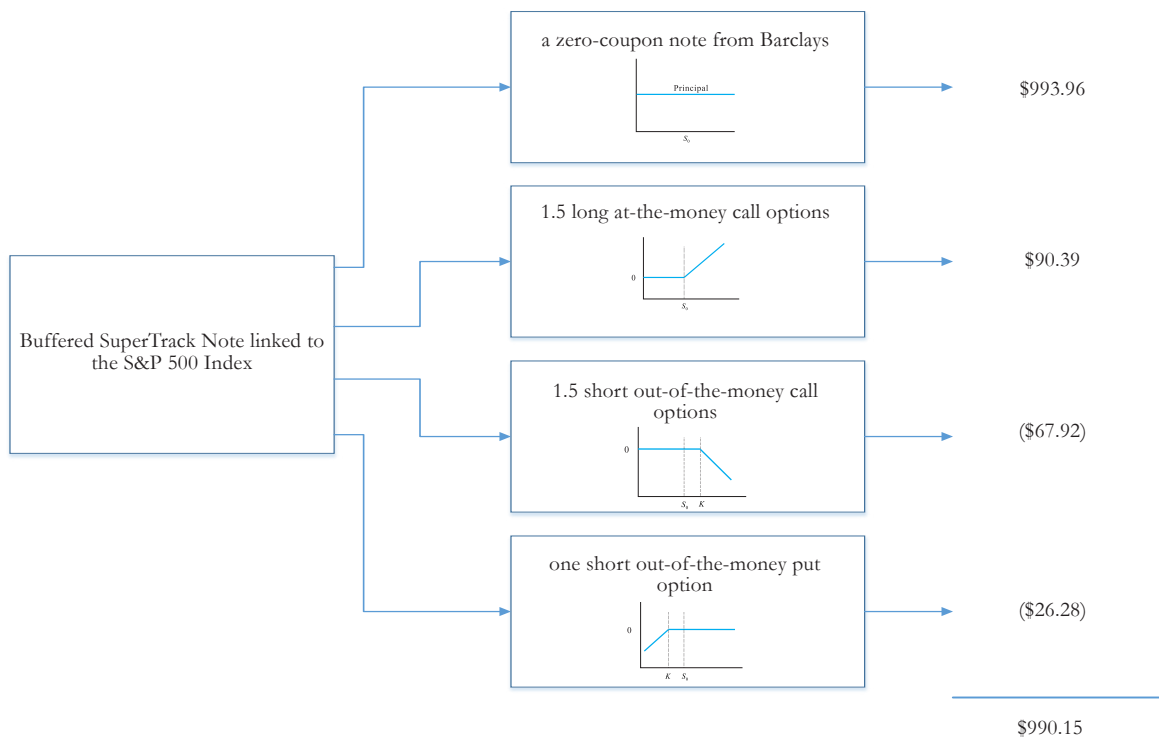 a zero-coupon note from Barclays
Principal
S0
$993.96
1.5 long at-the-money call options
0
S0
$90.39
Buffered SuperTrack Note linked to
the S&P 500 Index
1.5 short out-of-the-money call
options
0
S0 K
($67.92)
one short out-of-the-money put
option
0
K S0
($26.28)
$990.15